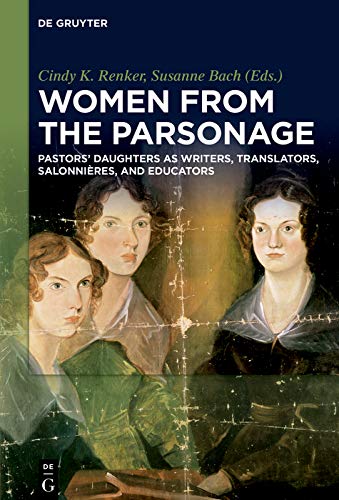 DE GRUYTER
Cindy K. Renker, Susanne Bach (Eds.)
WOMEN FROM
THE PARSONAGE
PASTORS' DAUGHTERS AS WRITERS, TRANSLATORS,
SALONNIÈRES, AND EDUCATORS
DE
G